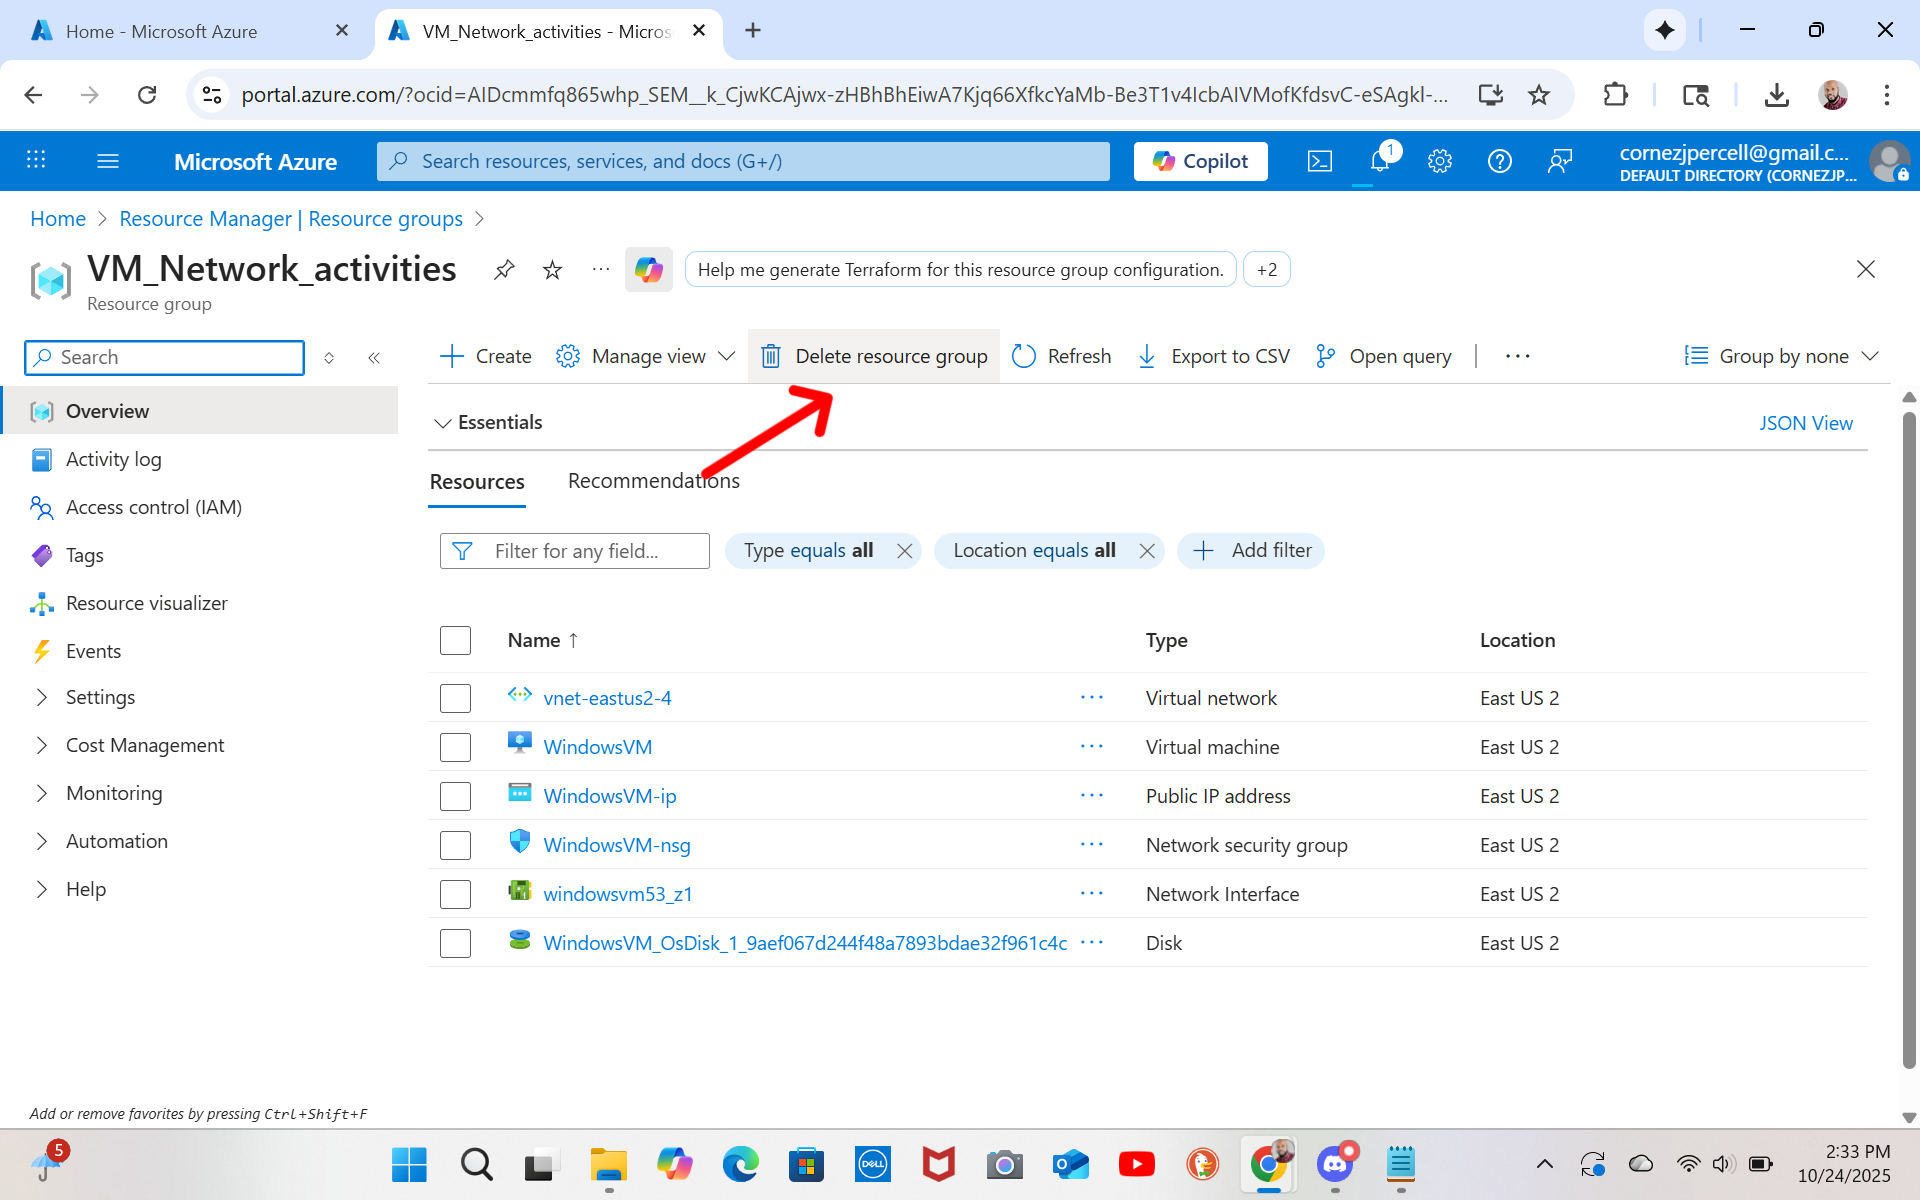 Home - Microsoft Azure
VM_Network_activities - Micros
portal.azure.com/?ocid=AIDcmmfq865whp_SEM__k_CjwKCAjwx-zHBhBhEiwA7Kjq66XfkcYaMb-Be3T1v4IcbAIVMofKfdsvC-eSAgkI-...
Microsoft Azure
Search resources, services, and docs (G+/)
Copilot
1
cornezjpercell@gmail.c...
DEFAULT DIRECTORY (CORNEZJP...
Home > Resource Manager | Resource groups >
VM_Network_activities
Help me generate Terraform for this resource group configuration.
+2
Resource group
Search
Create
Manage view
Delete resource group
Refresh
Export to CSV
Open query
Group by none
Overview
Activity log
Access control (IAM)
Tags
Resource visualizer
Events
Settings
Cost Management
Monitoring
Automation
Help
Essentials
JSON View
Resources
Recommendations
Filter for any field...
Type equals all
Location equals all
Add filter
Name ↑ Type Location
vnet-eastus2-4 ... Virtual network East US 2
WindowsVM ... Virtual machine East US 2
WindowsVM-ip ... Public IP address East US 2
WindowsVM-nsg ... Network security group East US 2
windowsvm53_z1 ... Network Interface East US 2
WindowsVM_OsDisk_1_9aef067d244f48a7893bdae32f961c4c ... Disk East US 2
Add or remove favorites by pressing Ctrl+Shift+F
5
DELL
2:33 PM
10/24/2025